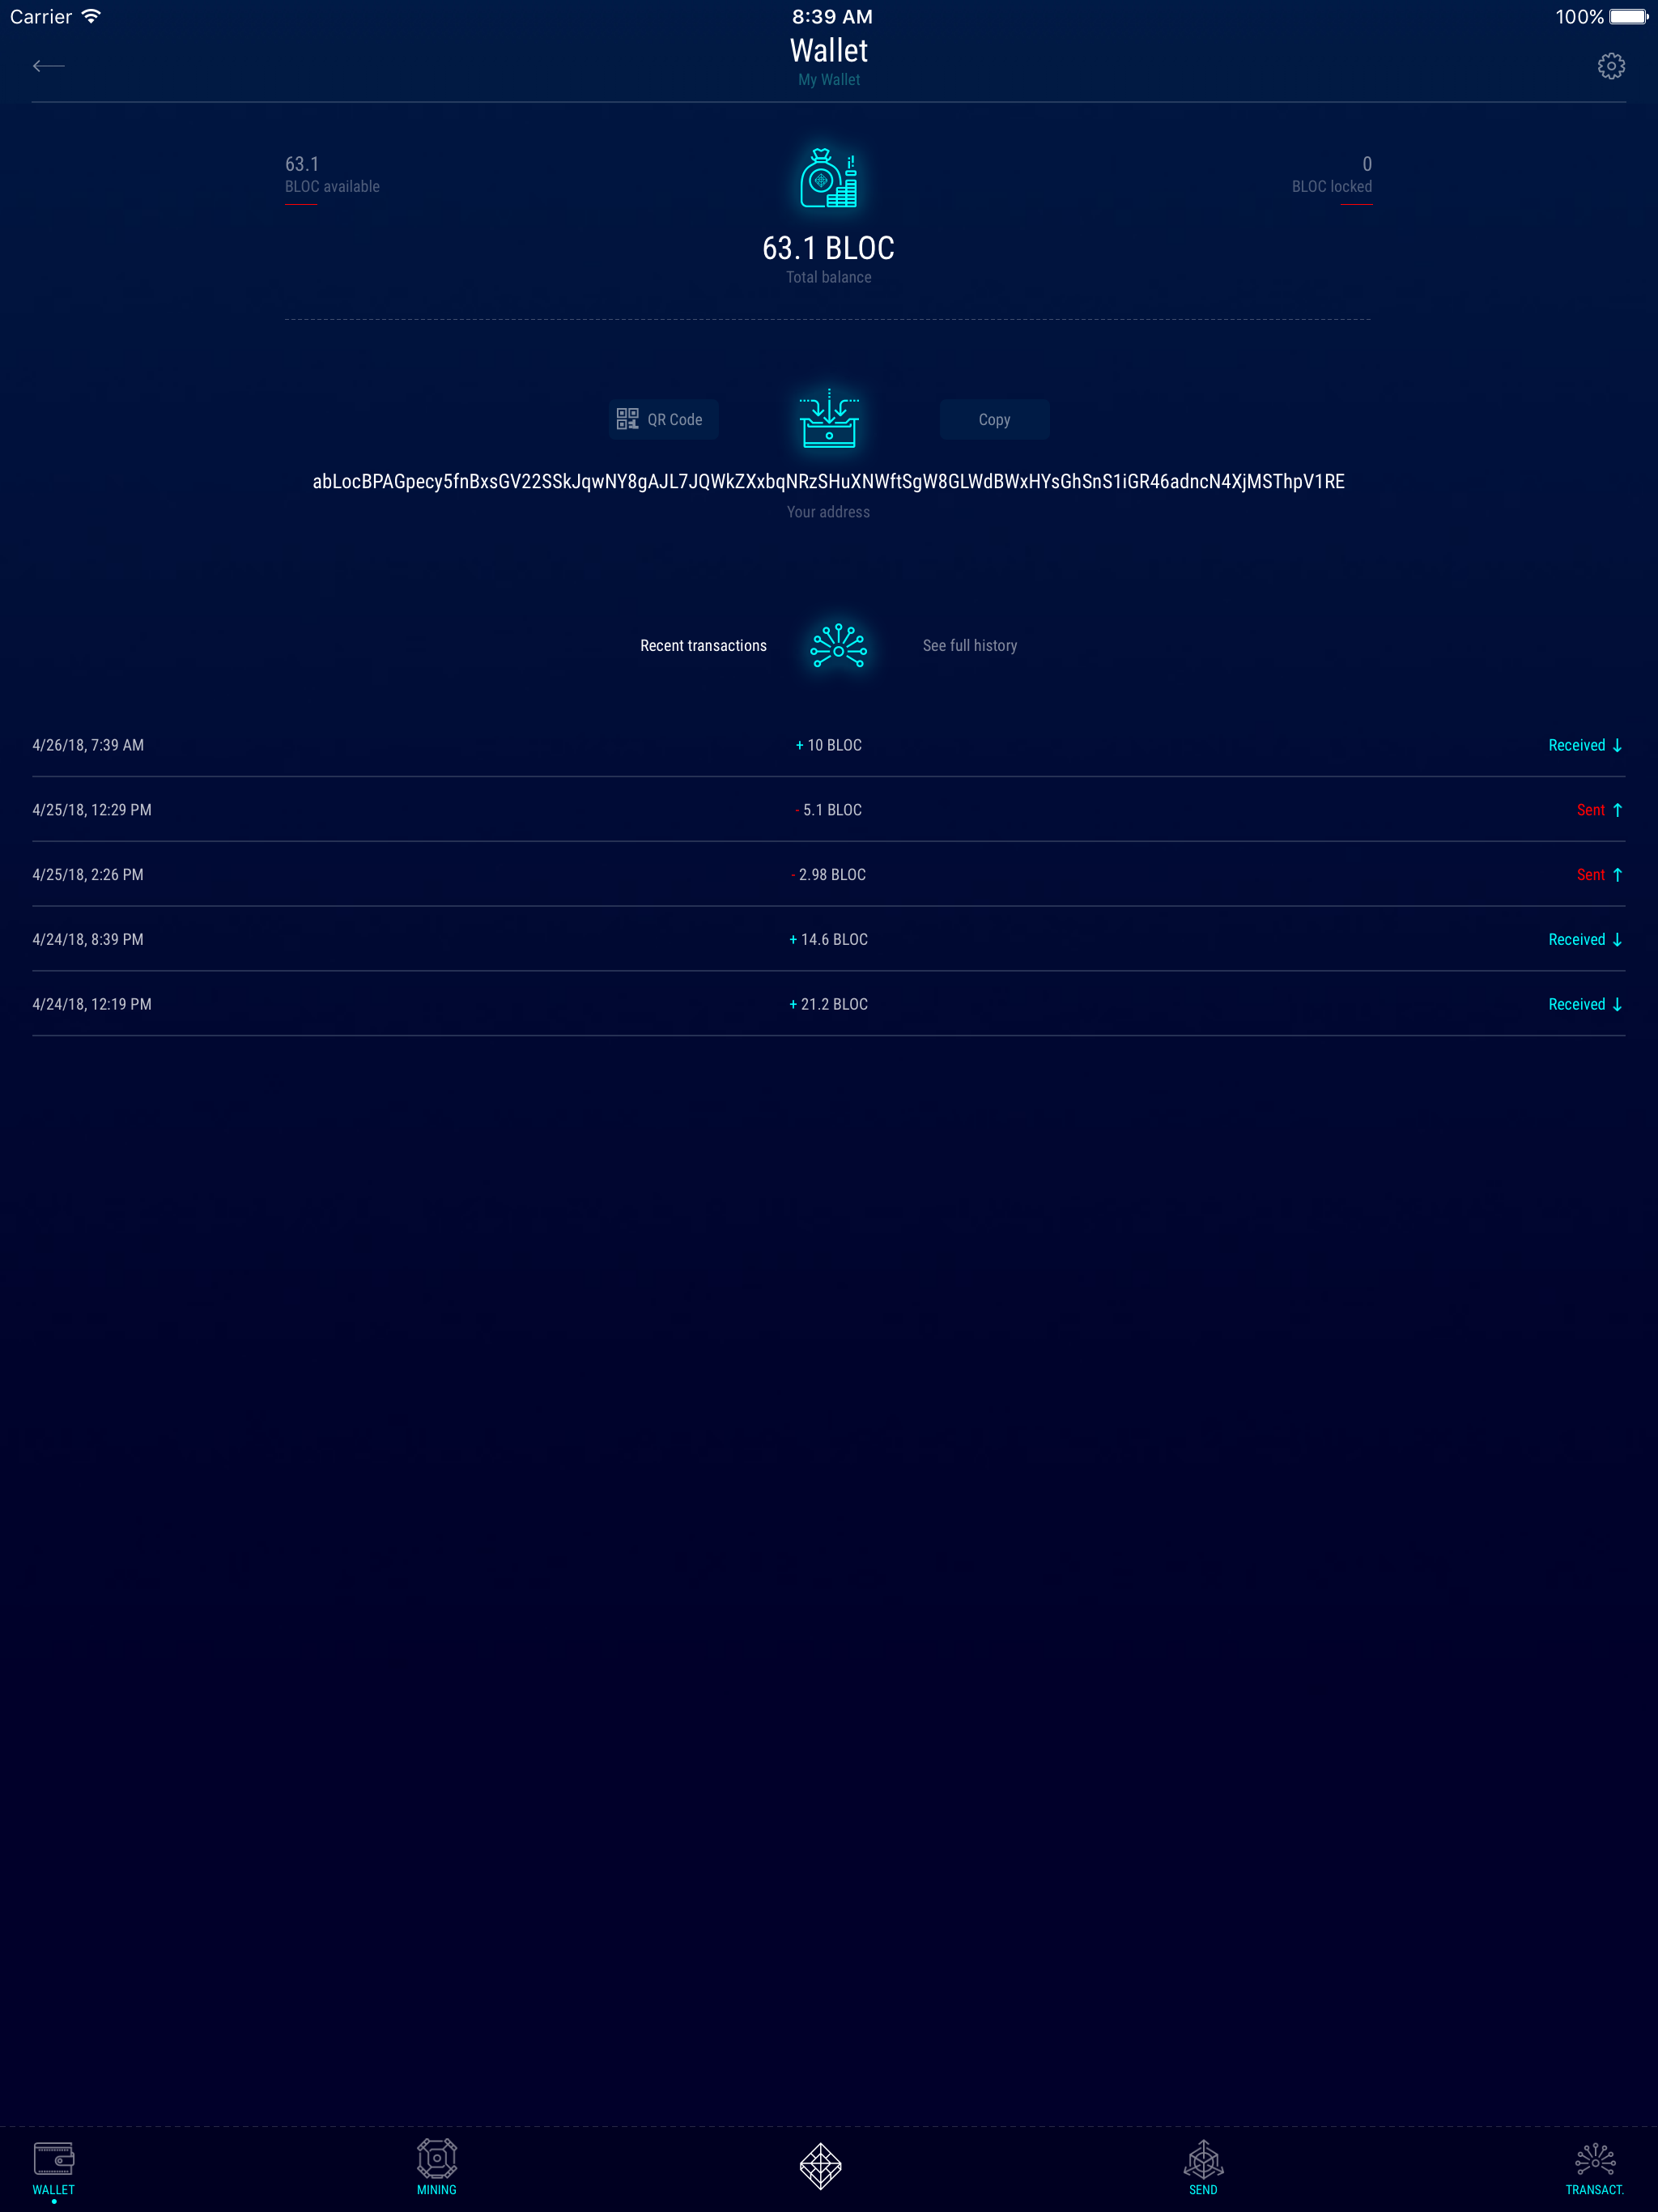 Carrier 8:39 AM 100%
Wallet
My Wallet
63.1
BLOC available
0
BLOC locked
63.1 BLOC
Total balance
QR Code
Copy
abLocBPAGpecy5fnBxsGV22SSkJqwNY8gAJL7JQWkZXxbqNRzSHuXNWftSgW8GLWdBWxHYsGhSnS1iGR46adncN4XjMSThpV1RE
Your address
Recent transactions
See full history
4/26/18, 7:39 AM + 10 BLOC Received ↓
4/25/18, 12:29 PM - 5.1 BLOC Sent ↑
4/25/18, 2:26 PM - 2.98 BLOC Sent ↑
4/24/18, 8:39 PM + 14.6 BLOC Received ↓
4/24/18, 12:19 PM + 21.2 BLOC Received ↓
WALLET MINING SEND TRANSACT.